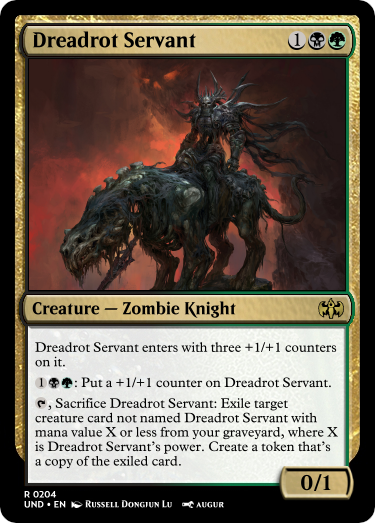 Dreadrot Servant 1
Creature — Zombie Knight
Dreadrot Servant enters with three +1/+1 counters
on it.
1: Put a +1/+1 counter on Dreadrot Servant.
, Sacrifice Dreadrot Servant: Exile target
creature card not named Dreadrot Servant with
mana value X or less from your graveyard, where X
is Dreadrot Servant's power. Create a token that's
a copy of the exiled card.
0/1
R 0204
UND • EN Russell Dongjun Lu AUGUR